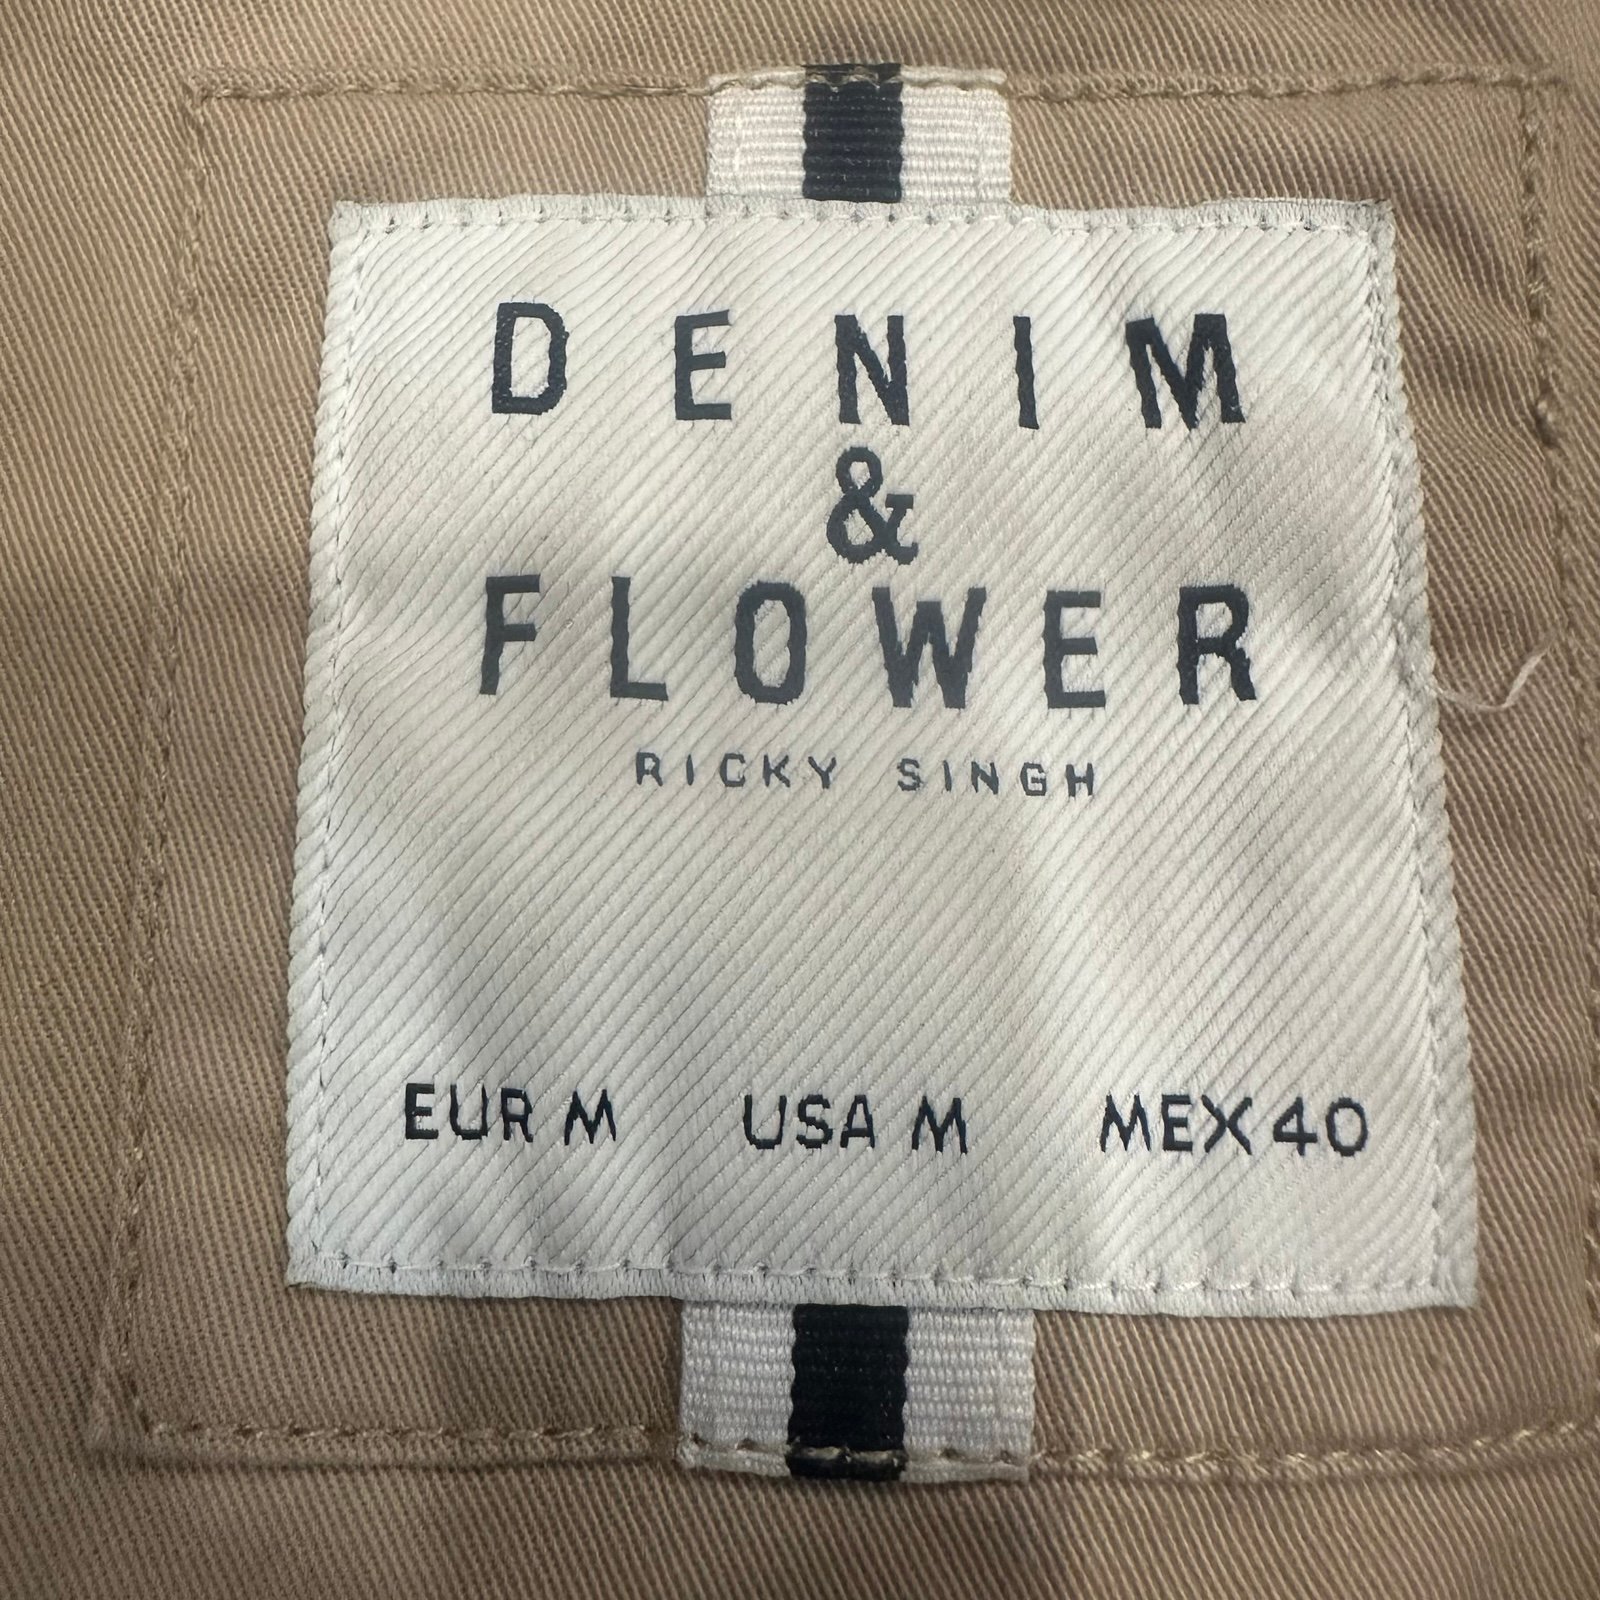 DENIM
&
FLOWER
RICKY SINGH
EUR M USA M MEX 40